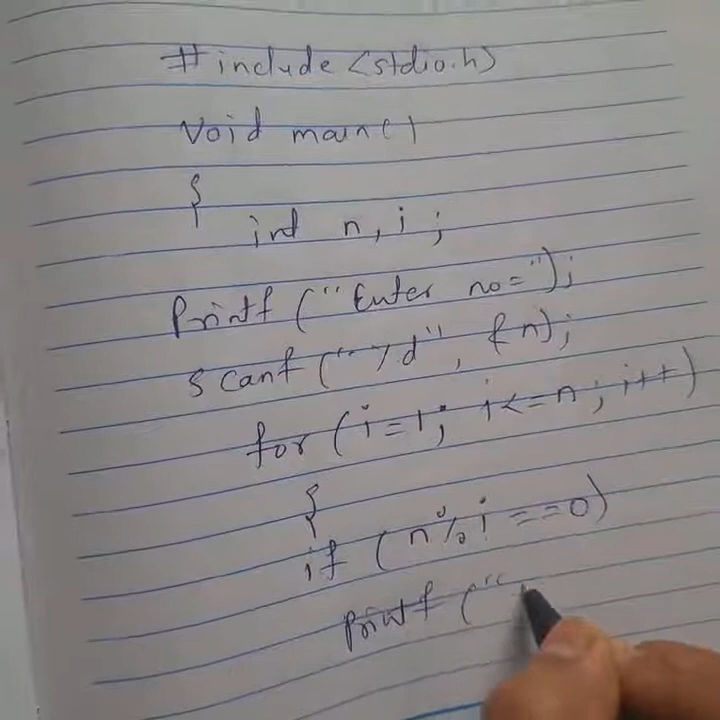 #include <stdio.h>
void main()
{
int n, i ;
Printf ("Enter no=");
scanf ("%d", &n);
for (i=1; i<=n; i++)
{
if (n%i ==0)
Printf ("